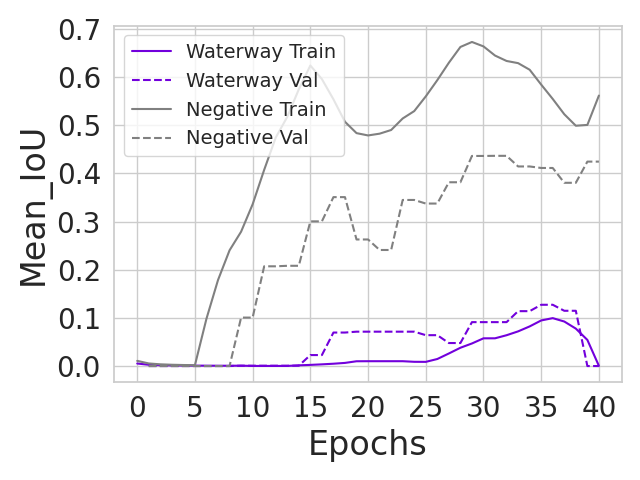 Mean_IoU
0.7
0.6
0.5
0.4
0.3
0.2
0.1
0.0
Waterway Train
Waterway Val
Negative Train
Negative Val
0 5 10 15 20 25 30 35 40
Epochs